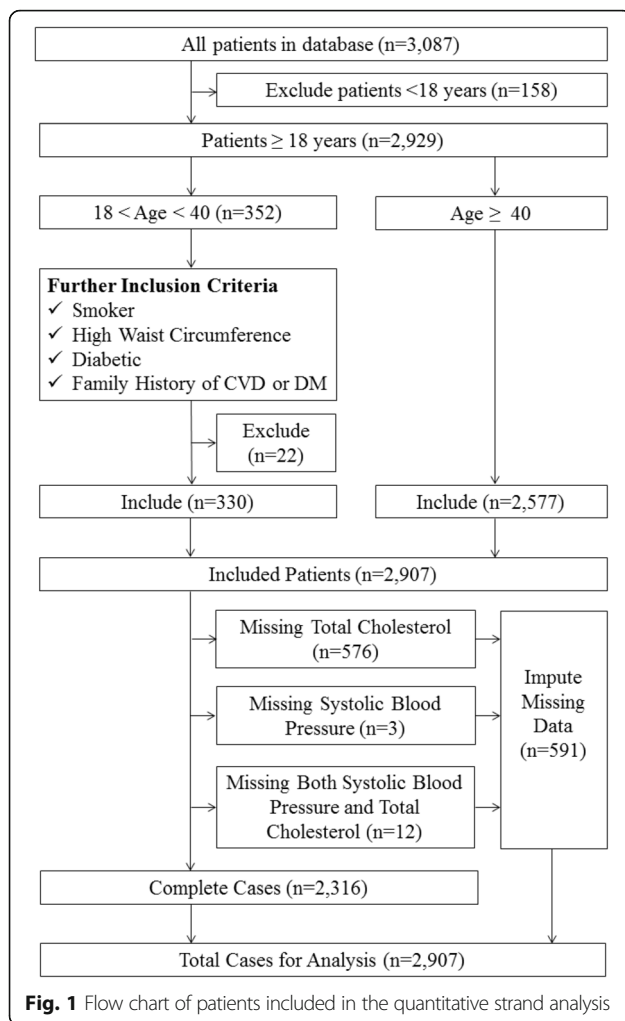 All patients in database (n=3,087)
Exclude patients <18 years (n=158)
Patients ≥ 18 years (n=2,929)
18 < Age < 40 (n=352)
Age ≥ 40
Further Inclusion Criteria
✓ Smoker
✓ High Waist Circumference
✓ Diabetic
✓ Family History of CVD or DM
Exclude
(n=22)
Include (n=330)
Include (n=2,577)
Included Patients (n=2,907)
Missing Total Cholesterol
(n=576)
Missing Systolic Blood
Pressure (n=3)
Missing Both Systolic Blood
Pressure and Total
Cholesterol (n=12)
Impute
Missing
Data
(n=591)
Complete Cases (n=2,316)
Total Cases for Analysis (n=2,907)
Fig. 1 Flow chart of patients included in the quantitative strand analysis